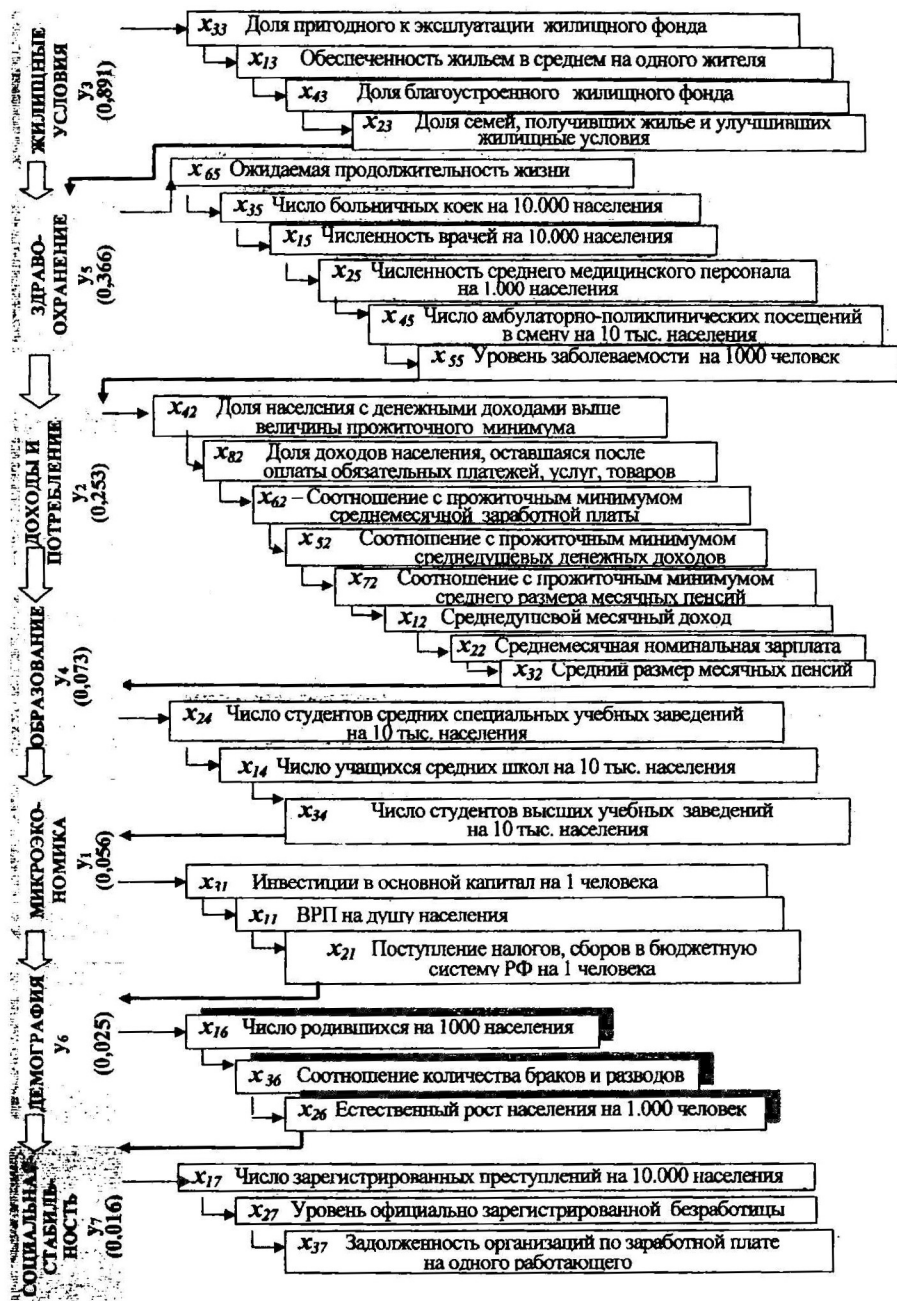 ЖИЛИЩНЫЕ
УСЛОВИЯ
y3
(0,891)
x33 Доля пригодного к эксплуатации жилищного фонда
x13 Обеспеченность жильем в среднем на одного жителя
x43 Доля благоустроенного жилищного фонда
x23 Доля семей, получивших жилье и улучшивших
жилищные условия
ЗДРАВО-
ОХРАНЕНИЕ
y5
(0,366)
x65 Ожидаемая продолжительность жизни
x35 Число больничных коек на 10.000 населения
x15 Численность врачей на 10.000 населения
x25 Численность среднего медицинского персонала
на 1.000 населения
x45 Число амбулаторно-поликлинических посещений
в смену на 10 тыс. населения
x55 Уровень заболеваемости на 1000 человек
ДОХОДЫ И
ПОТРЕБЛЕНИЕ
y2
(0,253)
x42 Доля населения с денежными доходами выше
величины прожиточного минимума
x82 Доля доходов населения, оставшаяся после
оплаты обязательных платежей, услуг, товаров
x62 – Соотношение с прожиточным минимумом
среднемесячной заработной платы
x52 Соотношение с прожиточным минимумом
среднедушевых денежных доходов
x72 Соотношение с прожиточным минимумом
среднего размера месячных пенсий
x12 Среднедушевой месячный доход
x22 Среднемесячная номинальная зарплата
x32 Средний размер месячных пенсий
ОБРАЗОВАНИЕ
y4
(0,073)
x24 Число студентов средних специальных учебных заведений
на 10 тыс. населения
x14 Число учащихся средних школ на 10 тыс. населения
x34 Число студентов высших учебных заведений
на 10 тыс. населения
МИКРОЭКО-
НОМИКА
y1
(0,056)
x31 Инвестиции в основной капитал на 1 человека
x11 ВРП на душу населения
x21 Поступление налогов, сборов в бюджетную
систему РФ на 1 человека
ДЕМОГРАФИЯ
y6
(0,025)
x16 Число родившихся на 1000 населения
x36 Соотношение количества браков и разводов
x26 Естественный рост населения на 1.000 человек
СОЦИАЛЬНАЯ
СТАБИЛЬ-
НОСТЬ
y7
(0.016)
x17 Число зарегистрированных преступлений на 10.000 населения
x27 Уровень официально зарегистрированной безработицы
x37 Задолженность организаций по заработной плате
на одного работающего